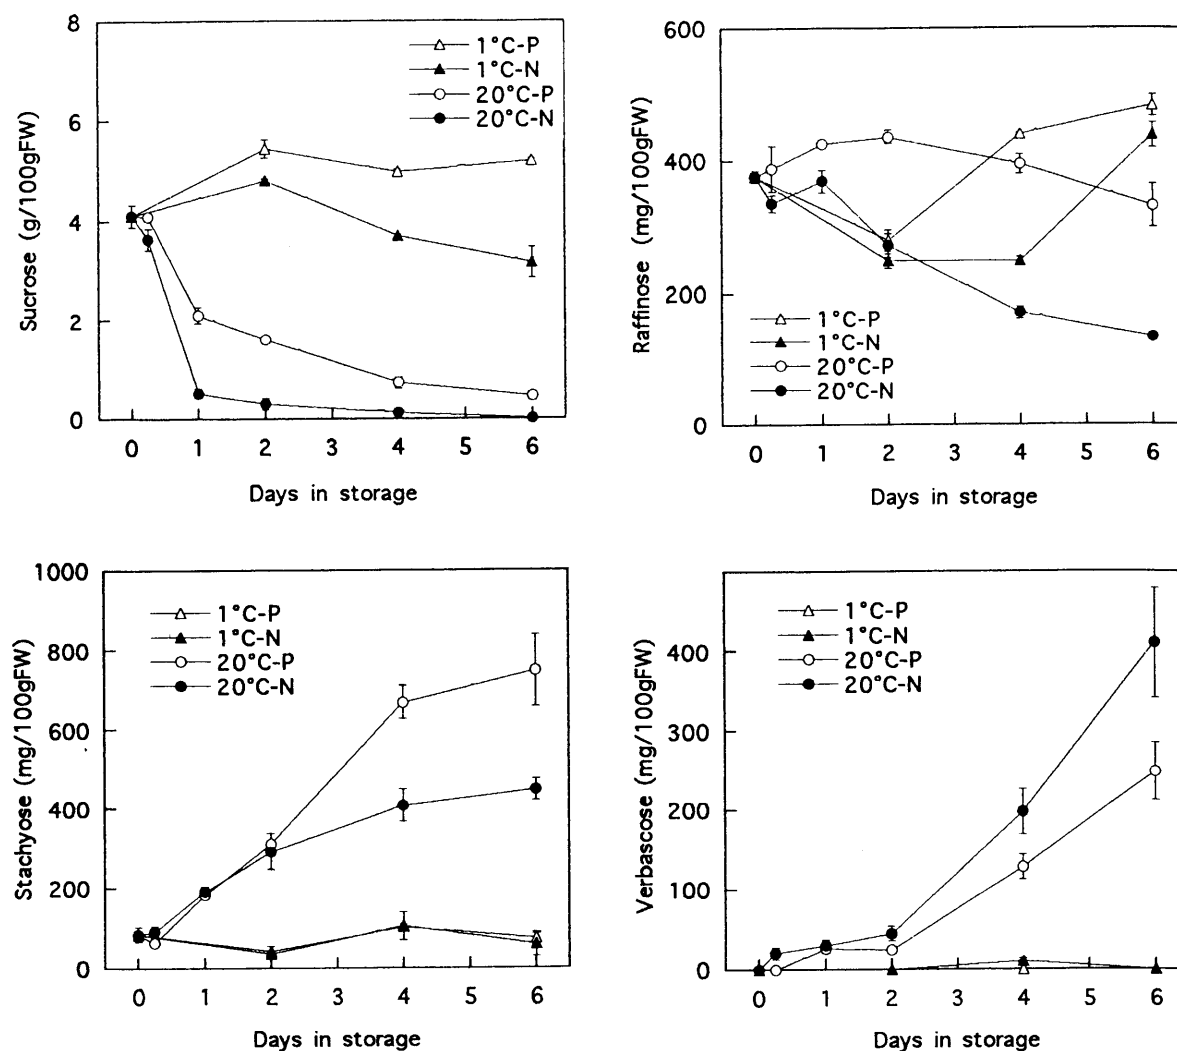 8
6
4
2
0
Sucrose (g/100gFW)
1°C-P
1°C-N
20°C-P
20°C-N
0 1 2 3 4 5 6
Days in storage
600
400
200
0
Raffinose (mg/100gFW)
1°C-P
1°C-N
20°C-P
20°C-N
0 1 2 3 4 5 6
Days in storage
1000
800
600
400
200
0
Stachyose (mg/100gFW)
1°C-P
1°C-N
20°C-P
20°C-N
0 1 2 3 4 5 6
Days in storage
400
300
200
100
0
Verbascose (mg/100gFW)
1°C-P
1°C-N
20°C-P
20°C-N
0 1 2 3 4 5 6
Days in storage